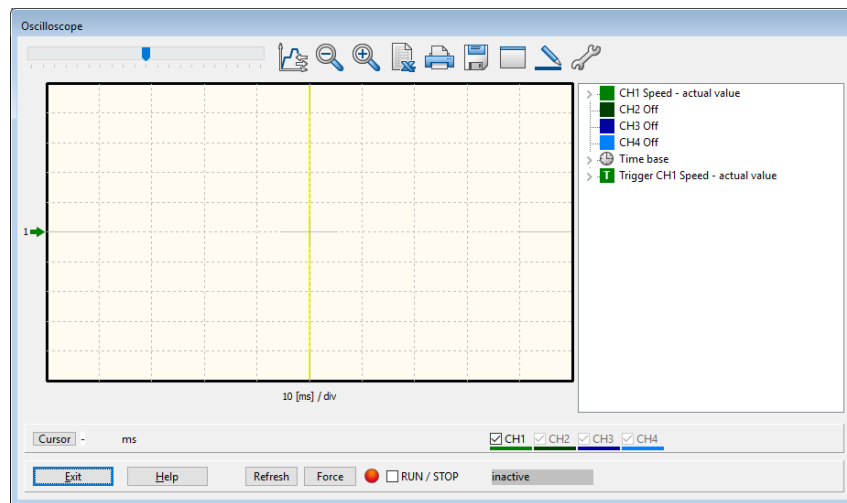 Oscilloscope
CH1 Speed - actual value
CH2 Off
CH3 Off
CH4 Off
Time base
T Trigger CH1 Speed - actual value
1
10 [ms] / div
Cursor - ms CH1 CH2 CH3 CH4
Exit Help Refresh Force RUN / STOP inactive